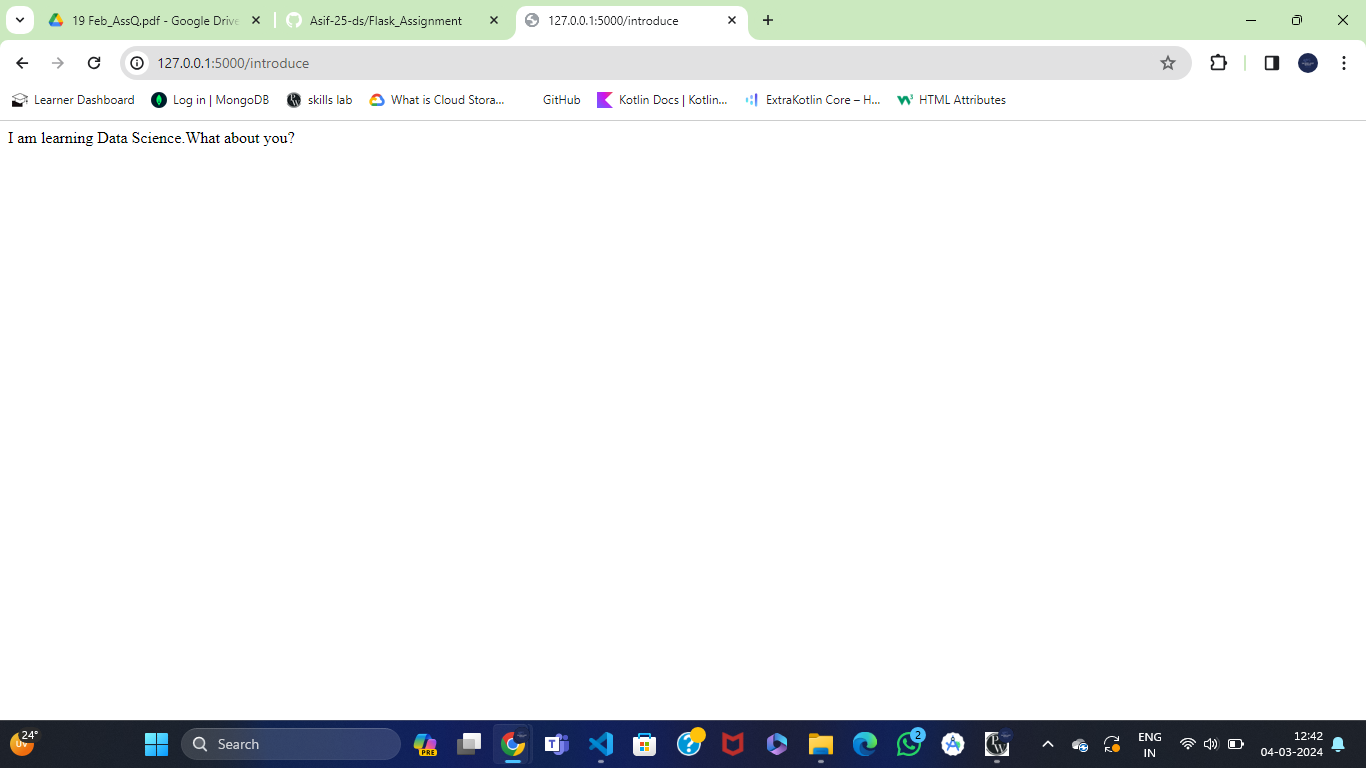 19 Feb_AssQ.pdf - Google Drive
Asif-25-ds/Flask_Assignment
127.0.0.1:5000/introduce
127.0.0.1:5000/introduce
Learner Dashboard
Log in | MongoDB
skills lab
What is Cloud Stora...
GitHub
Kotlin Docs | Kotlin...
ExtraKotlin Core – H...
HTML Attributes
I am learning Data Science.What about you?
24°
UV
Search
PRE
2
ENG
IN
12:42
04-03-2024